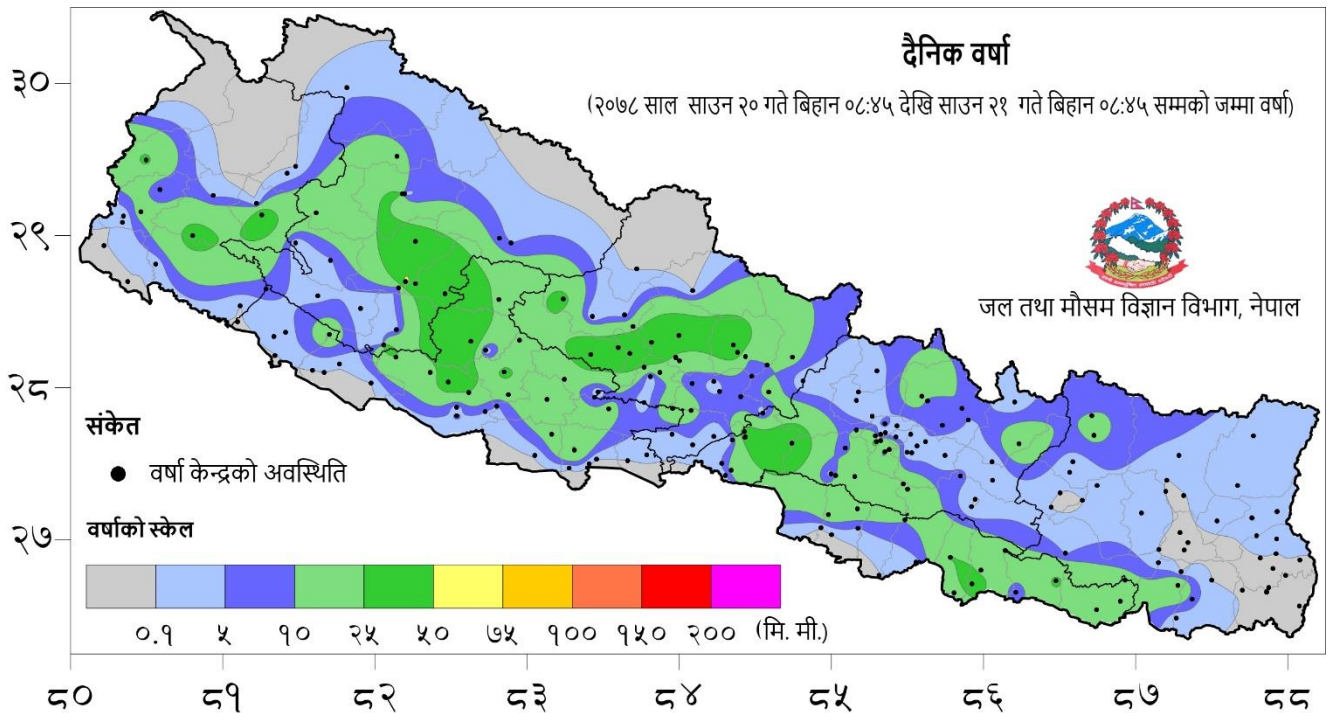 दैनिक वर्षा
(२०७८ साल साउन २० गते बिहान ०८:४५ देखि साउन २१ गते बिहान ०८:४५ सम्मको जम्मा वर्षा)
जल तथा मौसम विज्ञान विभाग, नेपाल
३०
२९
२८
२७
संकेत
वर्षा केन्द्रको अवस्थिति
वर्षाको स्केल
०.१ ५ १० २५ ५० ७५ १०० १५० २०० (मि. मी.)
८० ८१ ८२ ८३ ८४ ८५ ८६ ८७ ८८